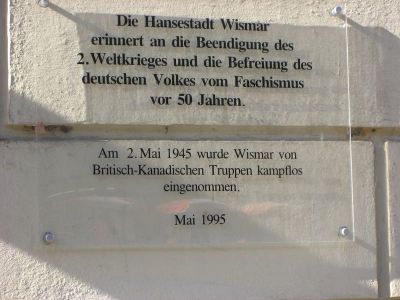 Die Hansestadt Wismar
erinnert an die Beendigung des
2.Weltkrieges und die Befreiung des
deutschen Volkes vom Faschismus
vor 50 Jahren.
Am 2. Mai 1945 wurde Wismar von
Britisch-Kanadischen Truppen kampflos
eingenommen.
Mai 1995